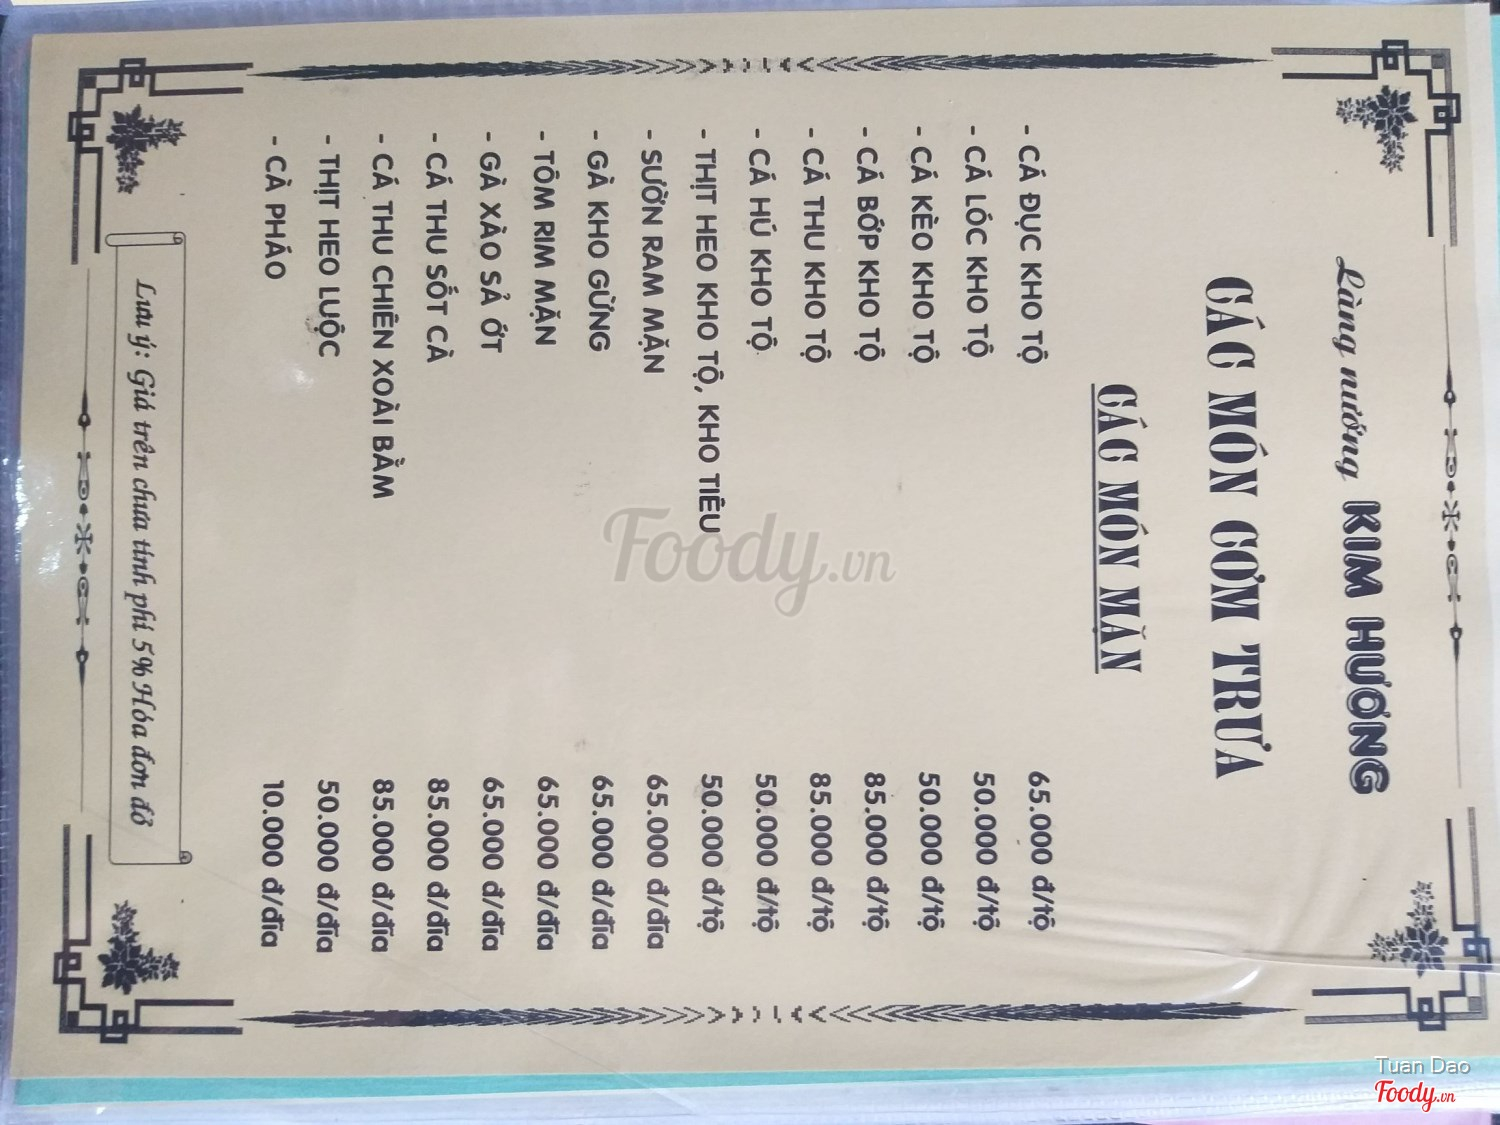 Làng nướng KIM HƯƠNG
CÁC MÓN CƠM TRƯA
CÁC MÓN MẶN
- CÁ ĐỤC KHO TỘ 65.000 đ/tộ
- CÁ LÓC KHO TỘ 50.000 đ/tộ
- CÁ KÈO KHO TỘ 50.000 đ/tộ
- CÁ BỚP KHO TỘ 85.000 đ/tộ
- CÁ THU KHO TỘ 85.000 đ/tộ
- CÁ HÚ KHO TỘ 50.000 đ/tộ
- THỊT HEO KHO TỘ, KHO TIÊU 50.000 đ/tộ
- SƯỜN RAM MẶN 65.000 đ/đĩa
- GÀ KHO GỪNG 65.000 đ/đĩa
- TÔM RIM MẶN 65.000 đ/đĩa
- GÀ XÀO SẢ ỚT 65.000 đ/đĩa
- CÁ THU SỐT CÀ 85.000 đ/đĩa
- CÁ THU CHIÊN XOÀI BẰM 85.000 đ/đĩa
- THỊT HEO LUỘC 50.000 đ/đĩa
- CÀ PHÁO 10.000 đ/đĩa
Lưu ý: Giá trên chưa tính phí 5% Hóa đơn đỏ
Foody.vn
Tuan Dao
Foody.vn